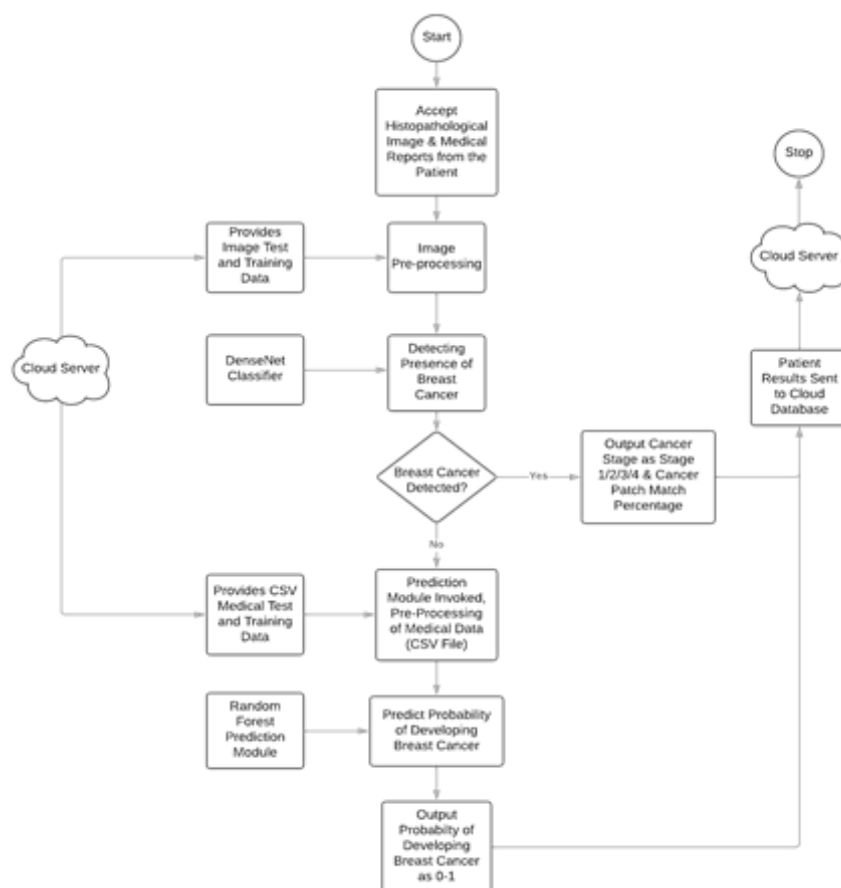 Start
Accept
Histopathological
Image & Medical
Reports from the
Patient
Stop
Provides
Image Test
and Training
Data
Image
Pre-processing
Cloud Server
Cloud Server
DenseNet
Classifier
Detecting
Presence of
Breast
Cancer
Patient
Results Sent
to Cloud
Database
Breast Cancer
Detected?
Yes
Output Cancer
Stage as Stage
1/2/3/4 & Cancer
Patch Match
Percentage
No
Provides CSV
Medical Test
and Training
Data
Prediction
Module Invoked,
Pre-Processing
of Medical Data
(CSV File)
Random
Forest
Prediction
Module
Predict Probability
of Developing
Breast Cancer
Output
Probabilty of
Developing
Breast Cancer
as 0-1